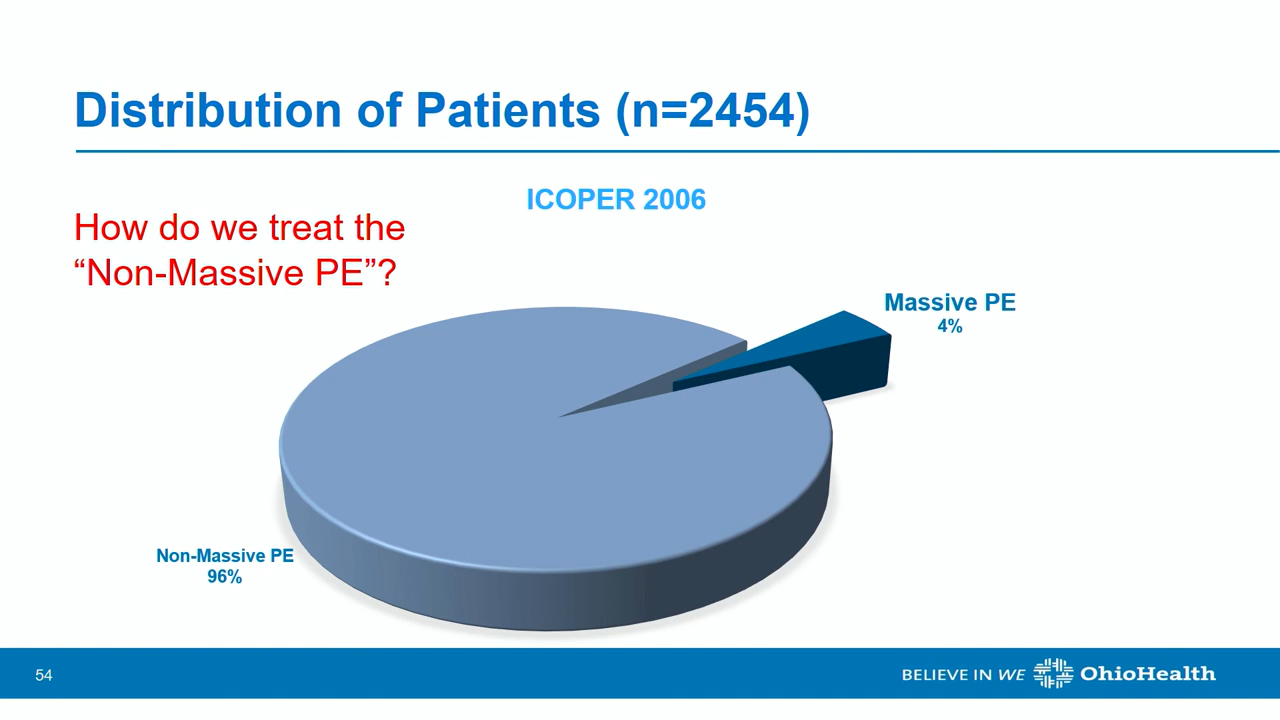 Distribution of Patients (n=2454)
ICOPER 2006
How do we treat the
“Non-Massive PE”?
Massive PE
4%
Non-Massive PE
96%
54
BELIEVE IN WE OhioHealth